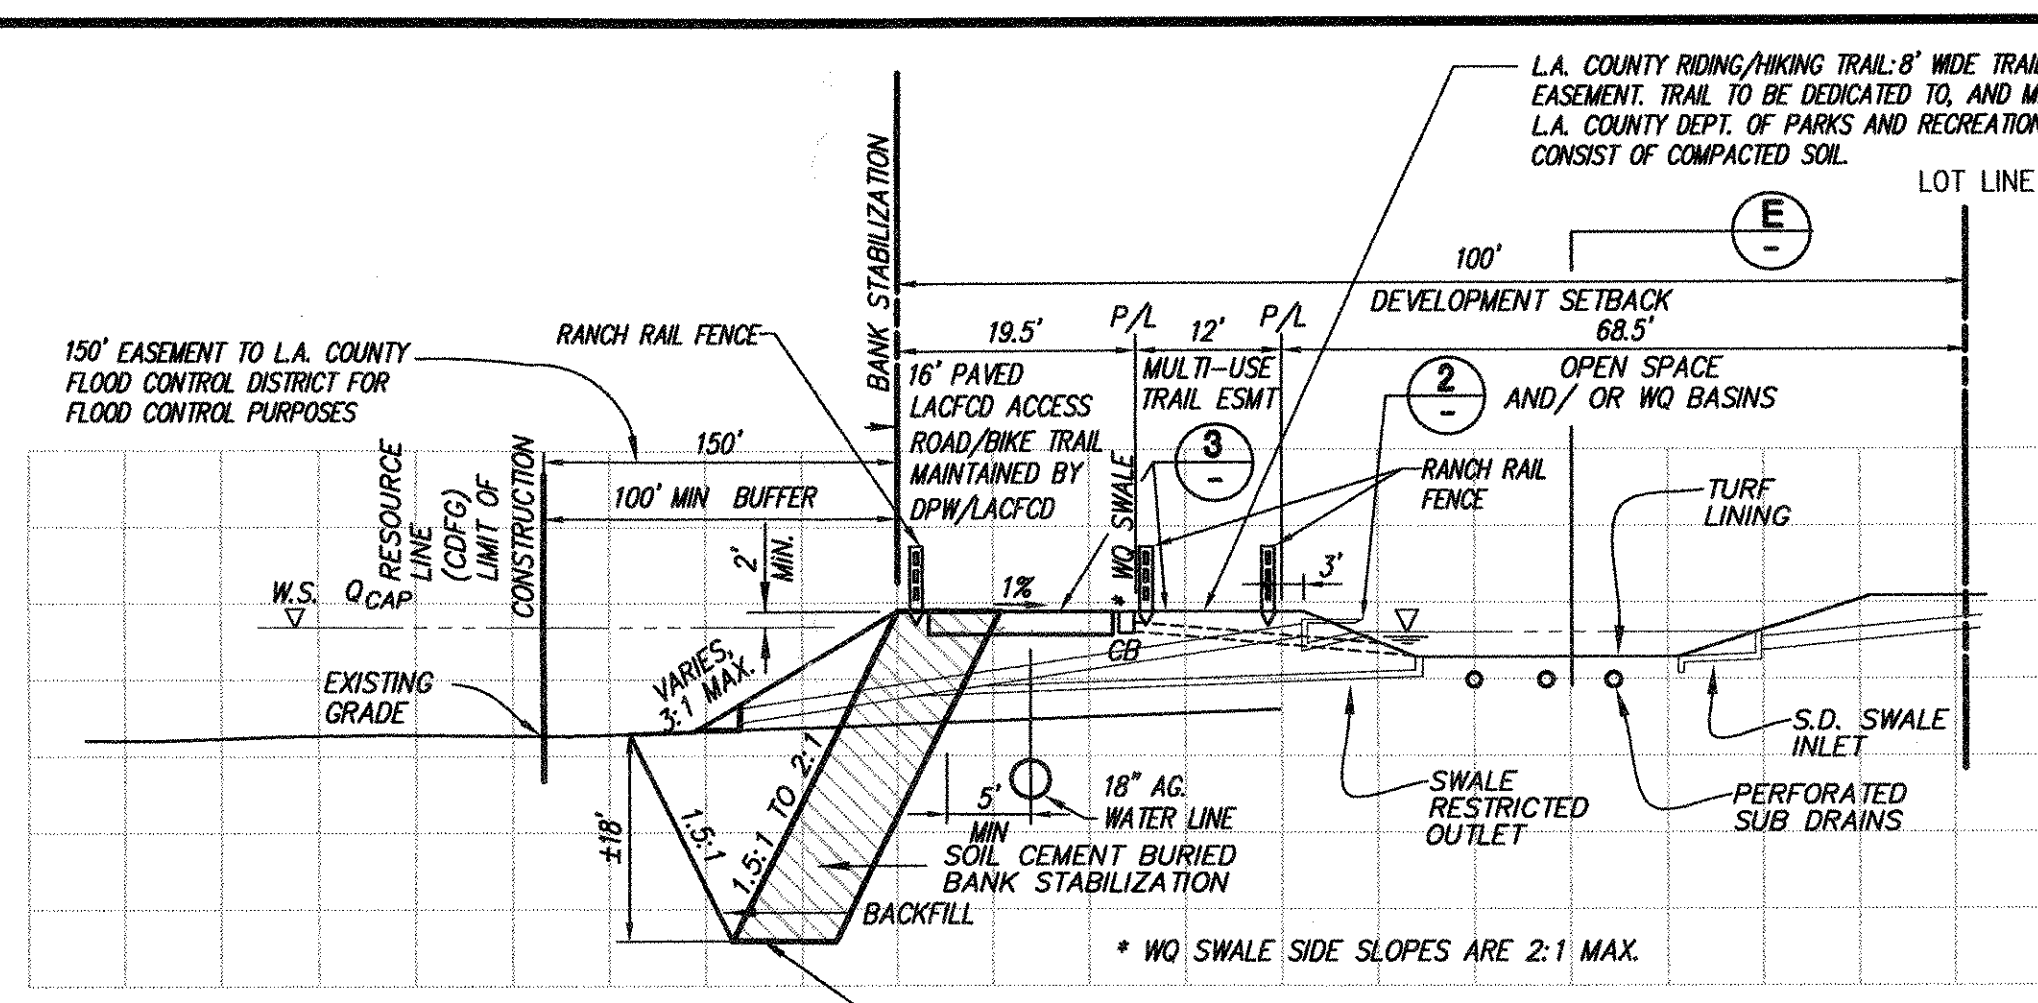 L.A. COUNTY RIDING/HIKING TRAIL: 8' WIDE TRAIL
EASEMENT. TRAIL TO BE DEDICATED TO, AND M
L.A. COUNTY DEPT. OF PARKS AND RECREATION
CONSIST OF COMPACTED SOIL.
LOT LINE
E
-
100'
DEVELOPMENT SETBACK
BANK STABILIZATION
19.5'
P/L
12'
P/L
68.5'
RANCH RAIL FENCE
150' EASEMENT TO L.A. COUNTY
FLOOD CONTROL DISTRICT FOR
FLOOD CONTROL PURPOSES
16' PAVED
LACFCD ACCESS
ROAD/BIKE TRAIL
MAINTAINED BY
DPW/LACFCD
MULTI-USE
TRAIL ESMT
2
-
OPEN SPACE
AND/ OR WQ BASINS
150'
100' MIN BUFFER
RESOURCE
LINE
(CDFG)
LIMIT OF
CONSTRUCTION
3
-
* WQ SWALE
RANCH RAIL
FENCE
TURF
LINING
2'
MIN.
W.S. QCAP
1%
3'
CB
VARIES,
3:1 MAX.
EXISTING
GRADE
S.D. SWALE
INLET
±18'
1.5:1
1.5:1 TO 2:1
5'
MIN
18" AG.
WATER LINE
SWALE
RESTRICTED
OUTLET
PERFORATED
SUB DRAINS
SOIL CEMENT BURIED
BANK STABILIZATION
BACKFILL
* WQ SWALE SIDE SLOPES ARE 2:1 MAX.